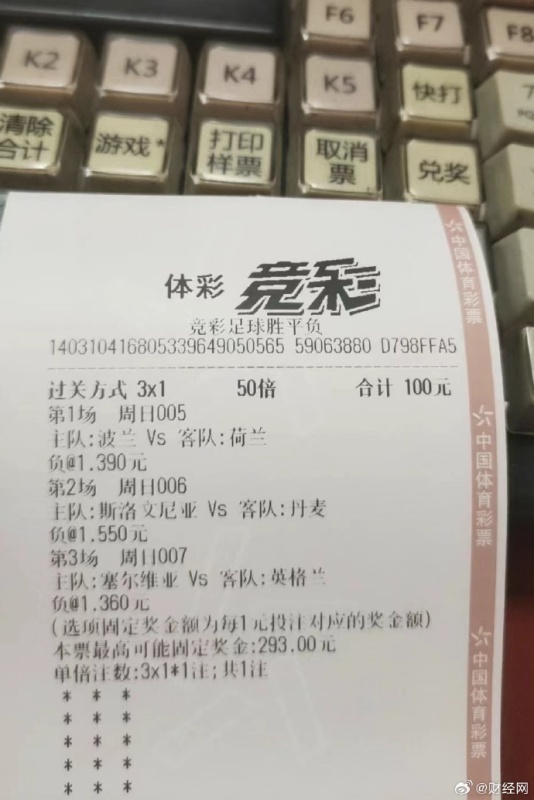 F6
F7
F8
K2
K3
K4
K5
快打
7
清除
合计
游戏*
打印
样票
取消
票
兑奖
体彩 竞彩
竞彩足球胜平负
140310416805339649050565 59063880 D798FFA5
过关方式 3x1 50倍 合计 100元
第1场 周日005
主队:波兰 Vs 客队:荷兰
负@1.390元
第2场 周日006
主队:斯洛文尼亚 Vs 客队:丹麦
负@1.550元
第3场 周日007
主队:塞尔维亚 Vs 客队:英格兰
负@1.360元
(选项固定奖金额为每1元投注对应的奖金额)
本票最高可能固定奖金:293.00元
单倍注数:3x1*1注;共1注
* * *
* * *
* * *
* * *
* * *
中国体育彩票
中国体育彩票
中国体育彩票
@财经网